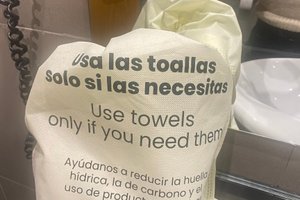 Usa las toallas
solo si las necesitas
Use towels
only if you need them
Ayúdanos a reducir la huella
hídrica, la de carbono y el
uso de